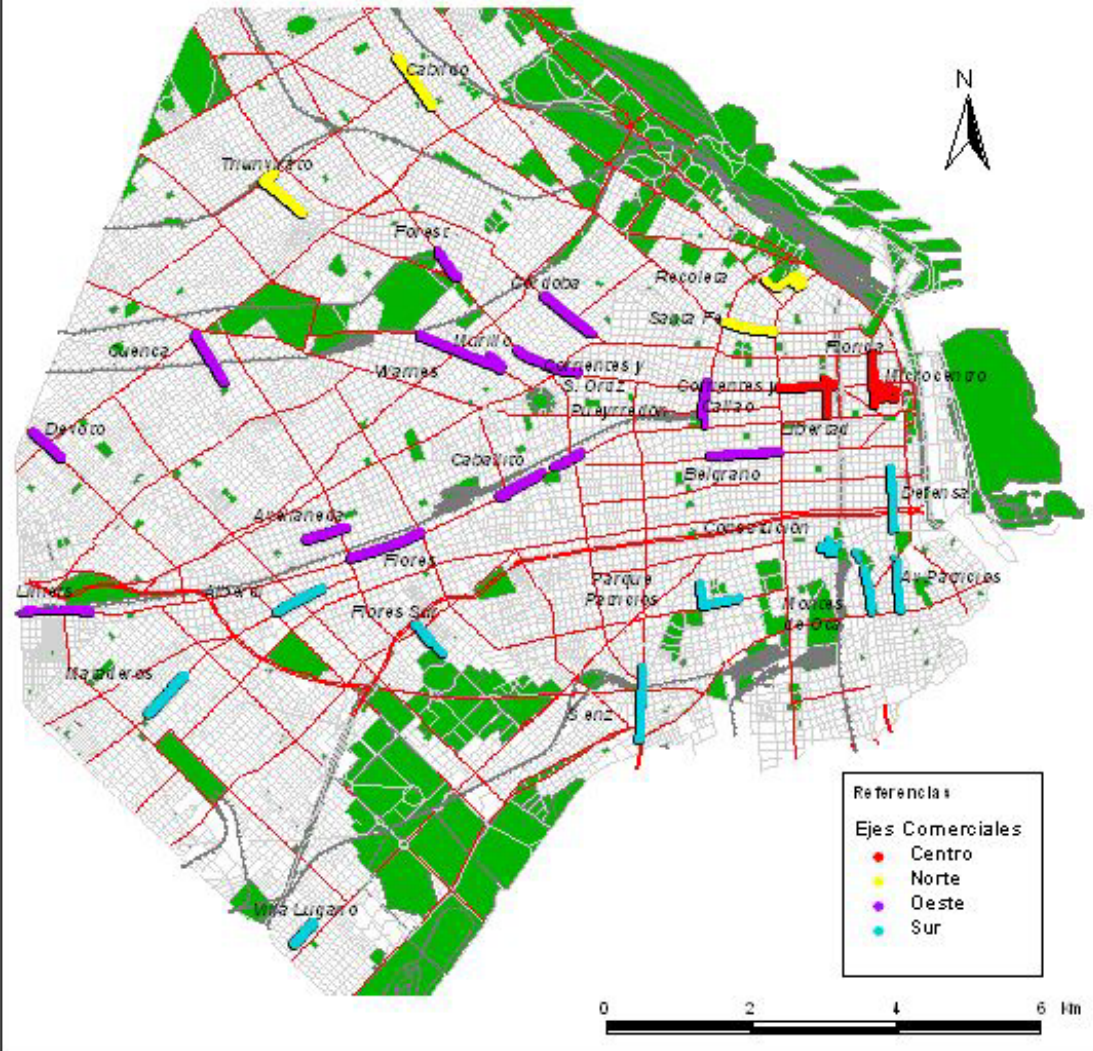 Cabildo
N
Triunvirato
Forest
Recoleta
Córdoba
Santa Fe
Murillo
Florida
Cuenca
Warnes
Corrientes y
S. Ortiz
Corrientes y
Callao
Microcentro
Pueyrredón
Libertad
Devoto
Caballito
Belgrano
Defensa
Avellaneda
Constitución
Flores
Liniers
Alberdi
Parque
Patricios
Av Patricios
Flores Sur
Montes
de Oca
Mataderos
Saenz
Villa Lugano
Referencias
Ejes Comerciales
Centro
Norte
Oeste
Sur
0 2 4 6 Km